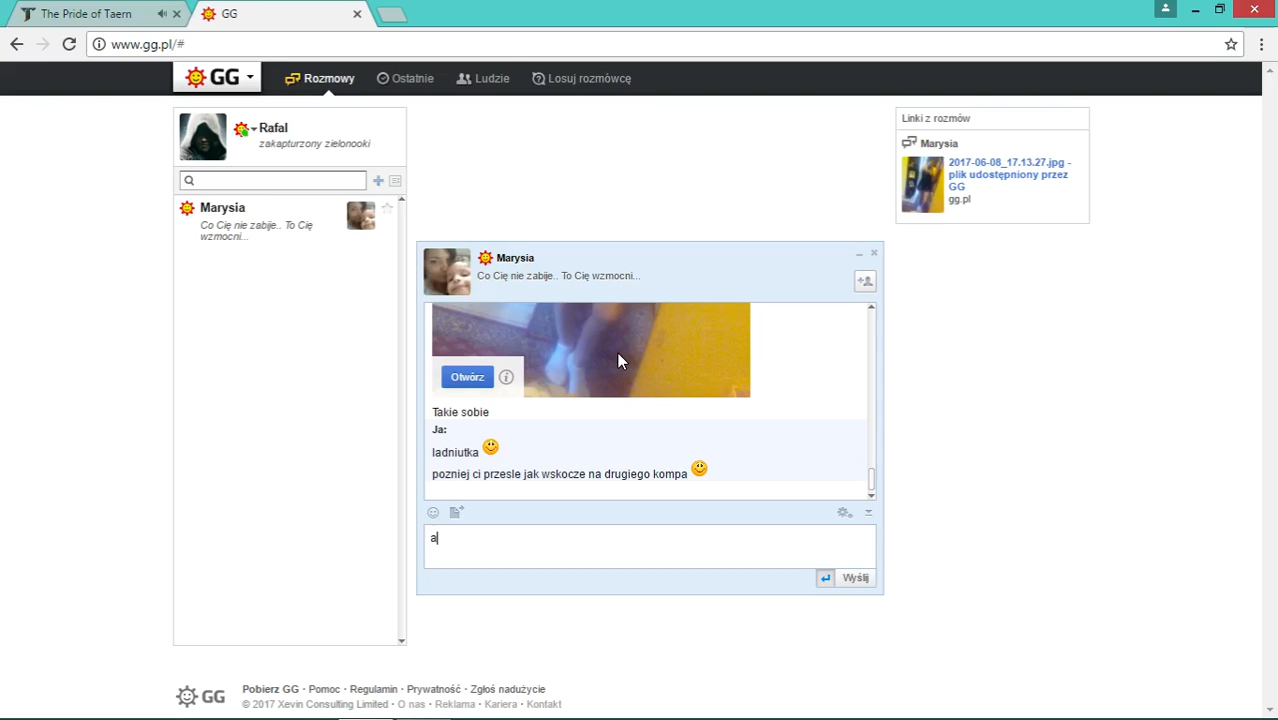 The Pride of Taern
GG
www.gg.pl/#
GG
Rozmowy
Ostatnie
Ludzie
Losuj rozmówcę
Rafal
zakapturzony zielonooki
Marysia
Co Cię nie zabije.. To Cię
wzmocni...
Marysia
Co Cię nie zabije.. To Cię wzmocni...
Otwórz
Takie sobie
Ja:
ladniutka
pozniej ci przesle jak wskocze na drugiego kompa
a
Wyślij
Linki z rozmów
Marysia
2017-06-08_17.13.27.jpg -
plik udostępniony przez
GG
gg.pl
GG
Pobierz GG · Pomoc · Regulamin · Prywatność · Zgłoś nadużycie
© 2017 Xevin Consulting Limited · O nas · Reklama · Kariera · Kontakt